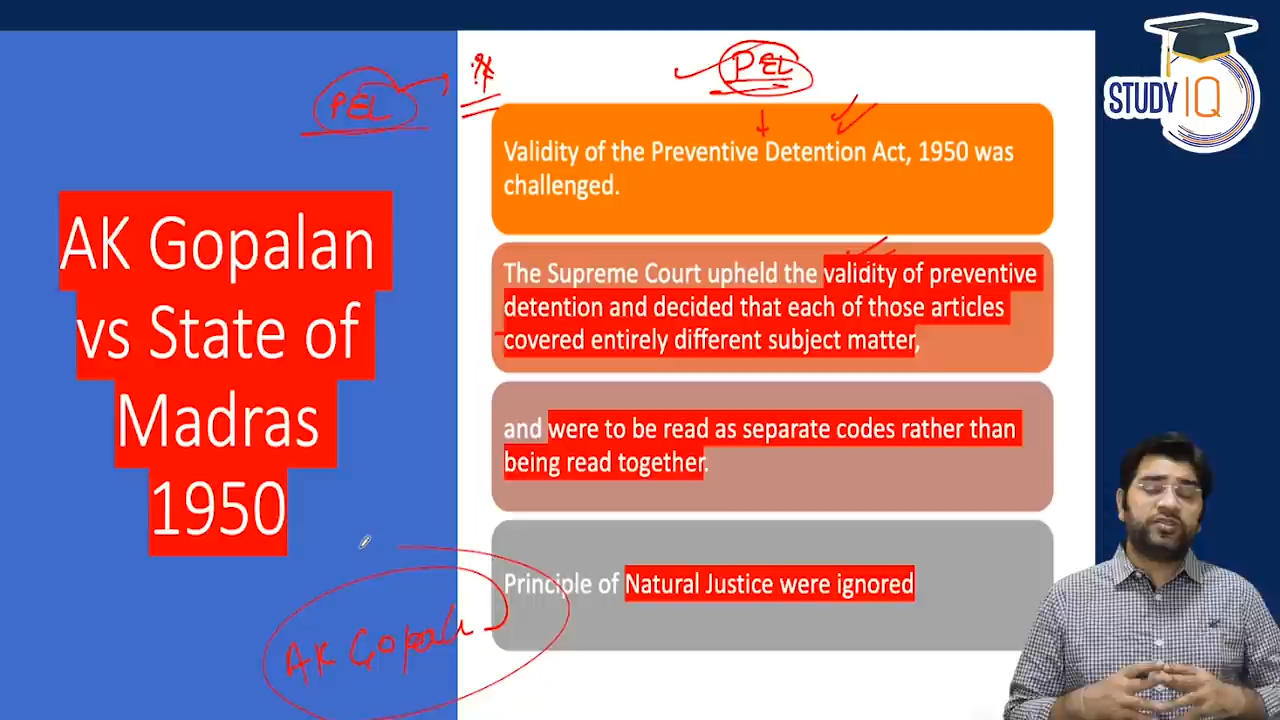 STUDY IQ
PEL
PEL
AK Gopalan
vs State of
Madras
1950
Validity of the Preventive Detention Act, 1950 was
challenged.
The Supreme Court upheld the validity of preventive
detention and decided that each of those articles
covered entirely different subject matter,
and were to be read as separate codes rather than
being read together.
Principle of Natural Justice were ignored
AK Gopalan